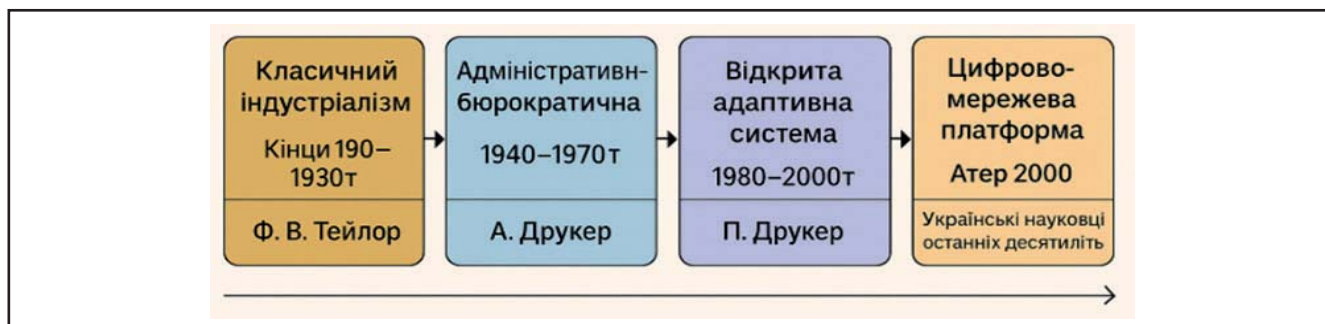 Класичний
індустріалізм
Кінци 190–
1930т
Ф. В. Тейлор
Адміністративн-
бюрократична
1940–1970т
А. Друкер
Відкрита
адаптивна
система
1980–2000т
П. Друкер
Цифрово-
мережева
платформа
Атер 2000
Українські науковці
останніх десятиліть